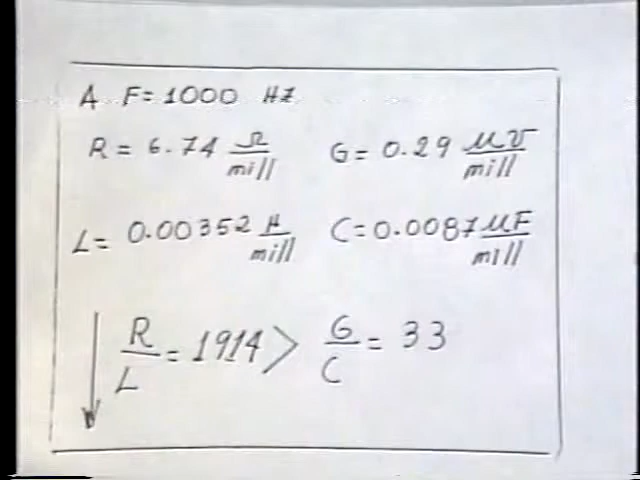 A F=1000 HZ
R = 6.74 Ω/mill G = 0.29 μ℧/mill
L = 0.00352 H/mill C = 0.0087 μF/mill
R/L = 1914 > G/C = 33